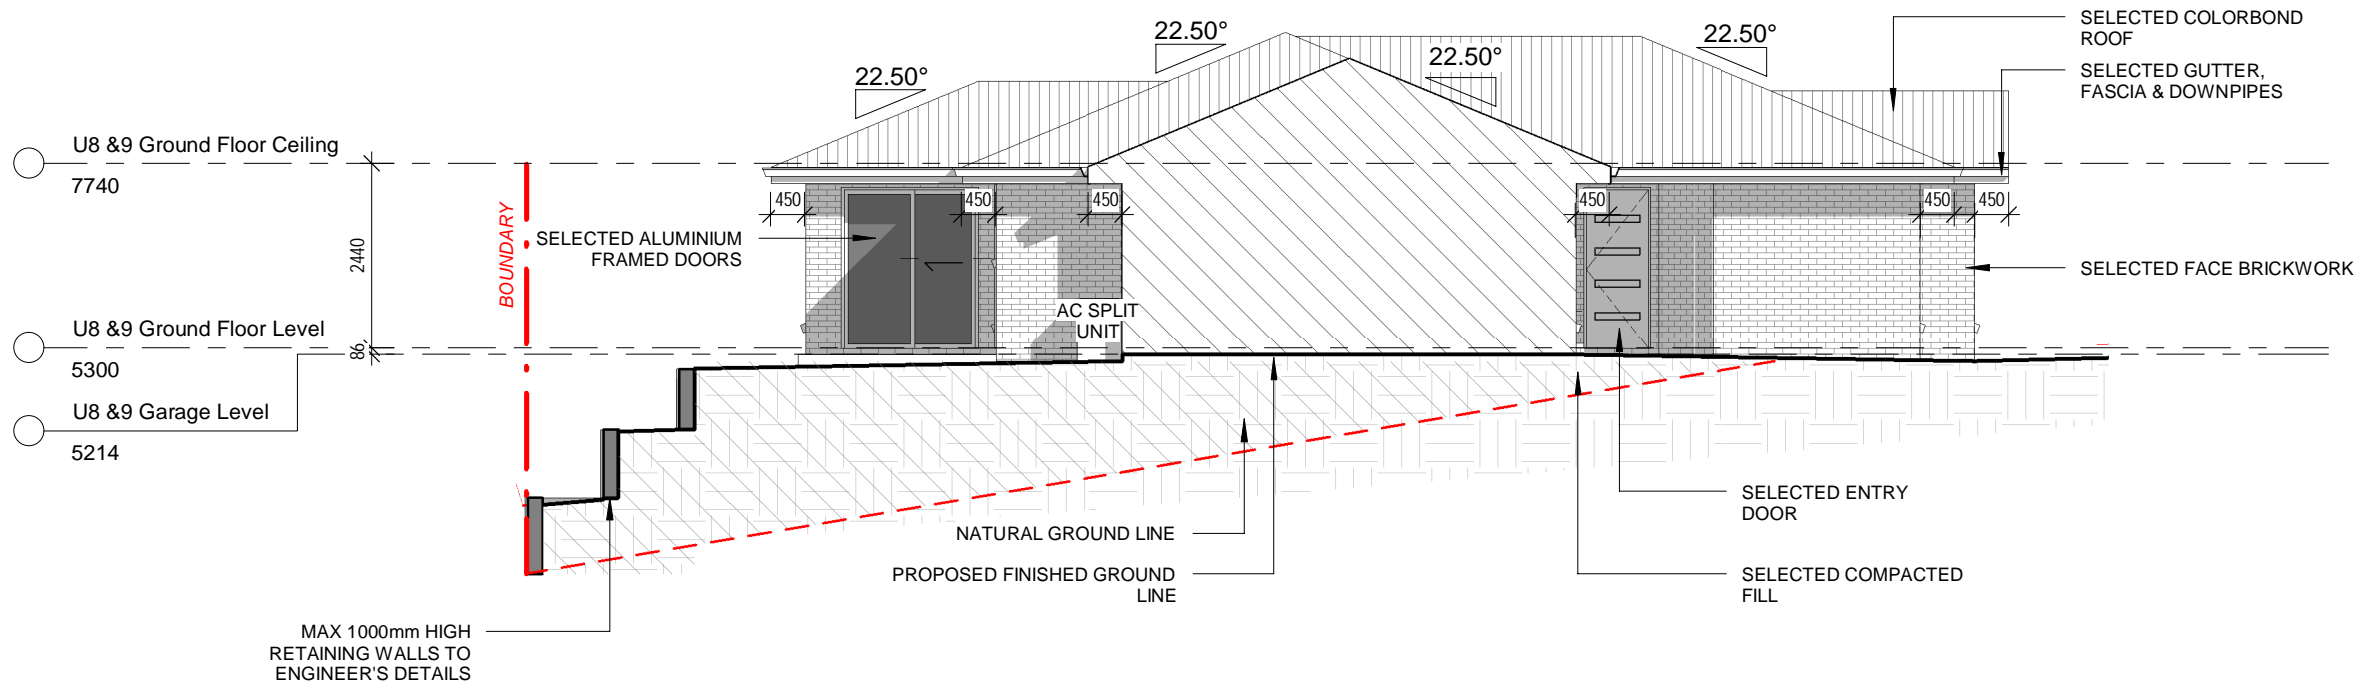 22.50°
22.50°
22.50°
22.50°
SELECTED COLORBOND
ROOF
SELECTED GUTTER,
FASCIA & DOWNPIPES
U8 &9 Ground Floor Ceiling
7740
450
450
450
450
450
450
BOUNDARY
2440
SELECTED ALUMINIUM
FRAMED DOORS
1
SELECTED FACE BRICKWORK
AC SPLIT
UNIT
U8 &9 Ground Floor Level
5300
86
U8 &9 Garage Level
5214
SELECTED ENTRY
DOOR
NATURAL GROUND LINE
PROPOSED FINISHED GROUND
LINE
SELECTED COMPACTED
FILL
MAX 1000mm HIGH
RETAINING WALLS TO
ENGINEER'S DETAILS